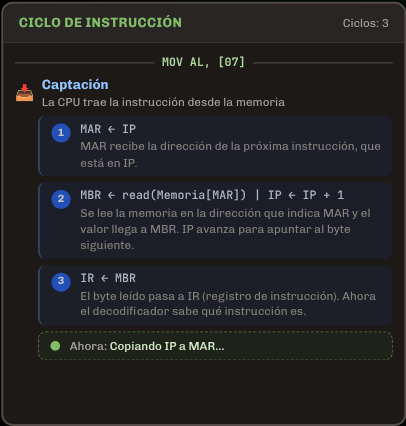 CICLO DE INSTRUCCIÓN
Ciclos: 3
MOV AL, [07]
Captación
La CPU trae la instrucción desde la memoria
1
MAR ← IP
MAR recibe la dirección de la próxima instrucción, que
está en IP.
2
MBR ← read(Memoria[MAR]) | IP ← IP + 1
Se lee la memoria en la dirección que indica MAR y el
valor llega a MBR. IP avanza para apuntar al byte
siguiente.
3
IR ← MBR
El byte leído pasa a IR (registro de instrucción). Ahora
el decodificador sabe qué instrucción es.
Ahora: Copiando IP a MAR...